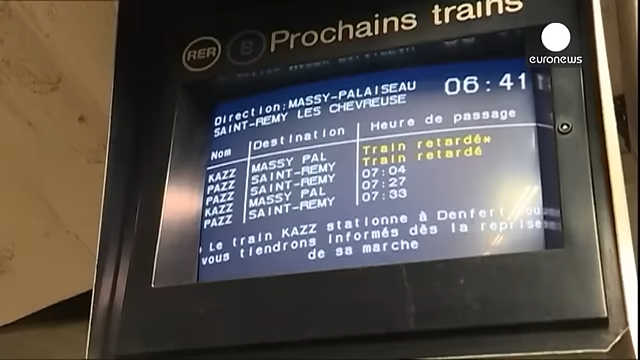 RER B Prochains trains
euronews
Direction:MASSY-PALAISEAU 06:41
SAINT-REMY LES CHEVREUSE
Nom Destination Heure de passage
KAZZ MASSY PAL Train retardé*
PAZZ SAINT-REMY Train retardé
PAZZ SAINT-REMY 07:04
KAZZ MASSY PAL 07:27
PAZZ SAINT-REMY 07:33
Le train KAZZ stationne à Denfert
vous tiendrons informés dès la reprise
de sa marche